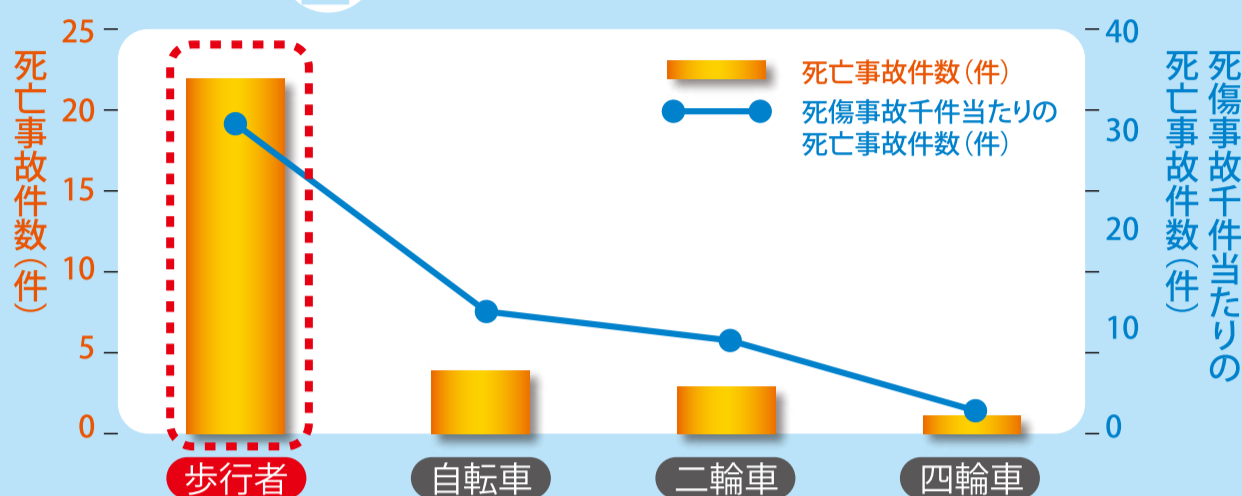 死亡事故件数（件）
25
20
15
10
5
0
死亡事故件数（件）
死傷事故千件当たりの
死亡事故件数（件）
40
30
20
10
0
死傷事故千件当たりの
死亡事故件数（件）
歩行者
自転車
二輪車
四輪車